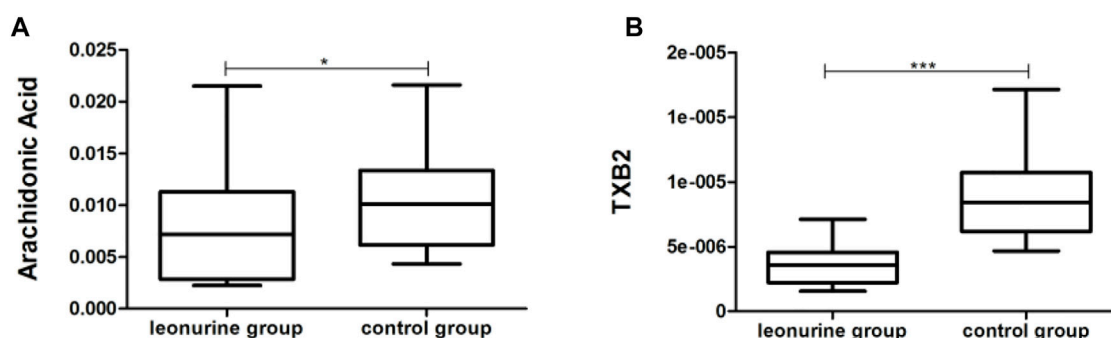 A
Arachidonic Acid
0.025
0.020
0.015
0.010
0.005
0.000
*
leonurine group
control group
B
TXB2
2e-005
1e-005
1e-005
5e-006
0
***
leonurine group
control group